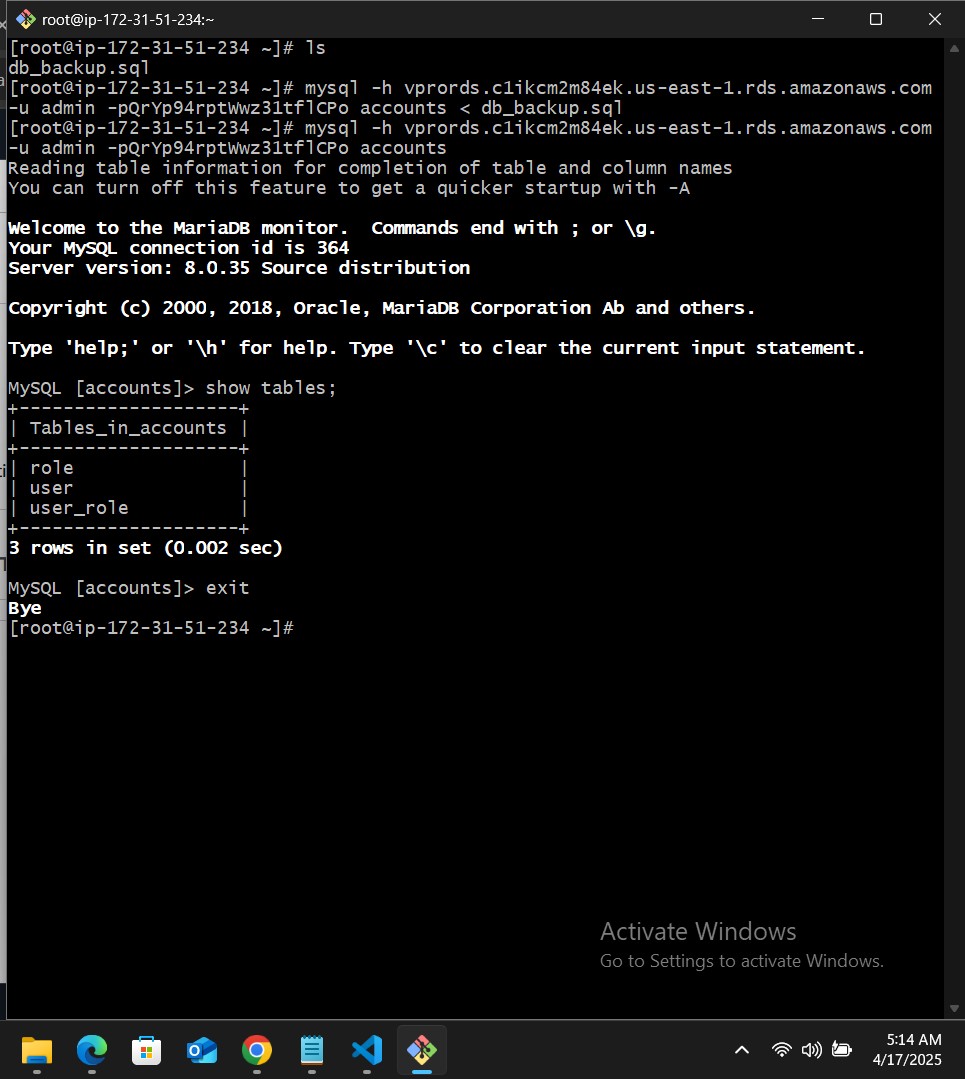 root@ip-172-31-51-234:~
[root@ip-172-31-51-234 ~]# ls
db_backup.sql
[root@ip-172-31-51-234 ~]# mysql -h vprords.c1ikcm2m84ek.us-east-1.rds.amazonaws.com
-u admin -pQrYp94rptWwz31tflCPo accounts < db_backup.sql
[root@ip-172-31-51-234 ~]# mysql -h vprords.c1ikcm2m84ek.us-east-1.rds.amazonaws.com
-u admin -pQrYp94rptWwz31tflCPo accounts
Reading table information for completion of table and column names
You can turn off this feature to get a quicker startup with -A
Welcome to the MariaDB monitor.  Commands end with ; or \g.
Your MySQL connection id is 364
Server version: 8.0.35 Source distribution
Copyright (c) 2000, 2018, Oracle, MariaDB Corporation Ab and others.
Type 'help;' or '\h' for help. Type '\c' to clear the current input statement.
MySQL [accounts]> show tables;
+--------------------+
| Tables_in_accounts |
+--------------------+
| role               |
| user               |
| user_role          |
+--------------------+
3 rows in set (0.002 sec)
MySQL [accounts]> exit
Bye
[root@ip-172-31-51-234 ~]#
Activate Windows
Go to Settings to activate Windows.
5:14 AM
4/17/2025